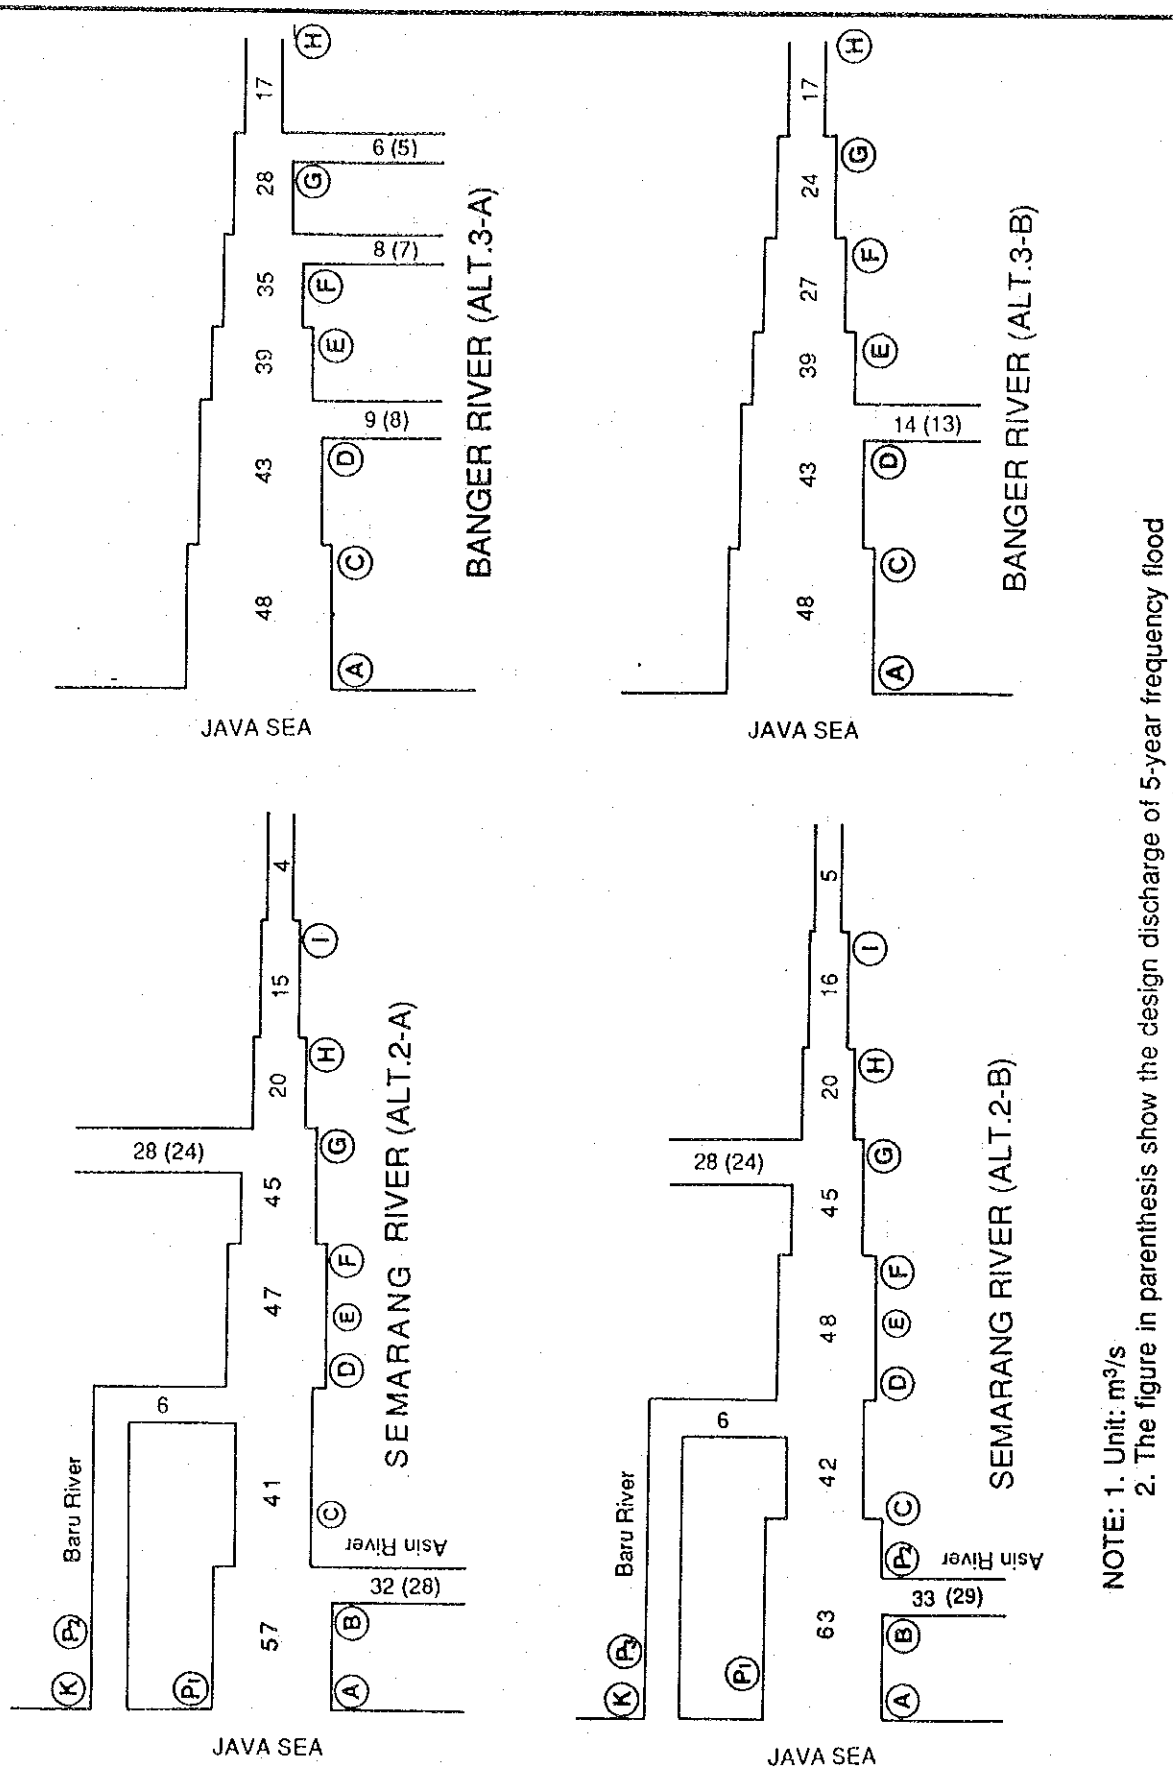 JAVA SEA
K
P2
Baru River
6
28 (24)
P1
57
41
47
45
20
15
4
A
B
32 (28)
Asin River
C
D
E
F
G
H
I
SEMARANG RIVER (ALT.2-A)
JAVA SEA
48
43
39
35
28
17
A
C
D
9 (8)
E
F
8 (7)
G
6 (5)
H
BANGER RIVER (ALT.3-A)
JAVA SEA
K
P3
Baru River
6
28 (24)
P1
63
42
48
45
20
16
5
A
B
33 (29)
P2
Asin River
C
D
E
F
G
H
I
SEMARANG RIVER (ALT.2-B)
JAVA SEA
48
43
39
27
24
17
A
C
D
14 (13)
E
F
G
H
BANGER RIVER (ALT.3-B)
NOTE: 1. Unit: m³/s
2. The figure in parenthesis show the design discharge of 5-year frequency flood